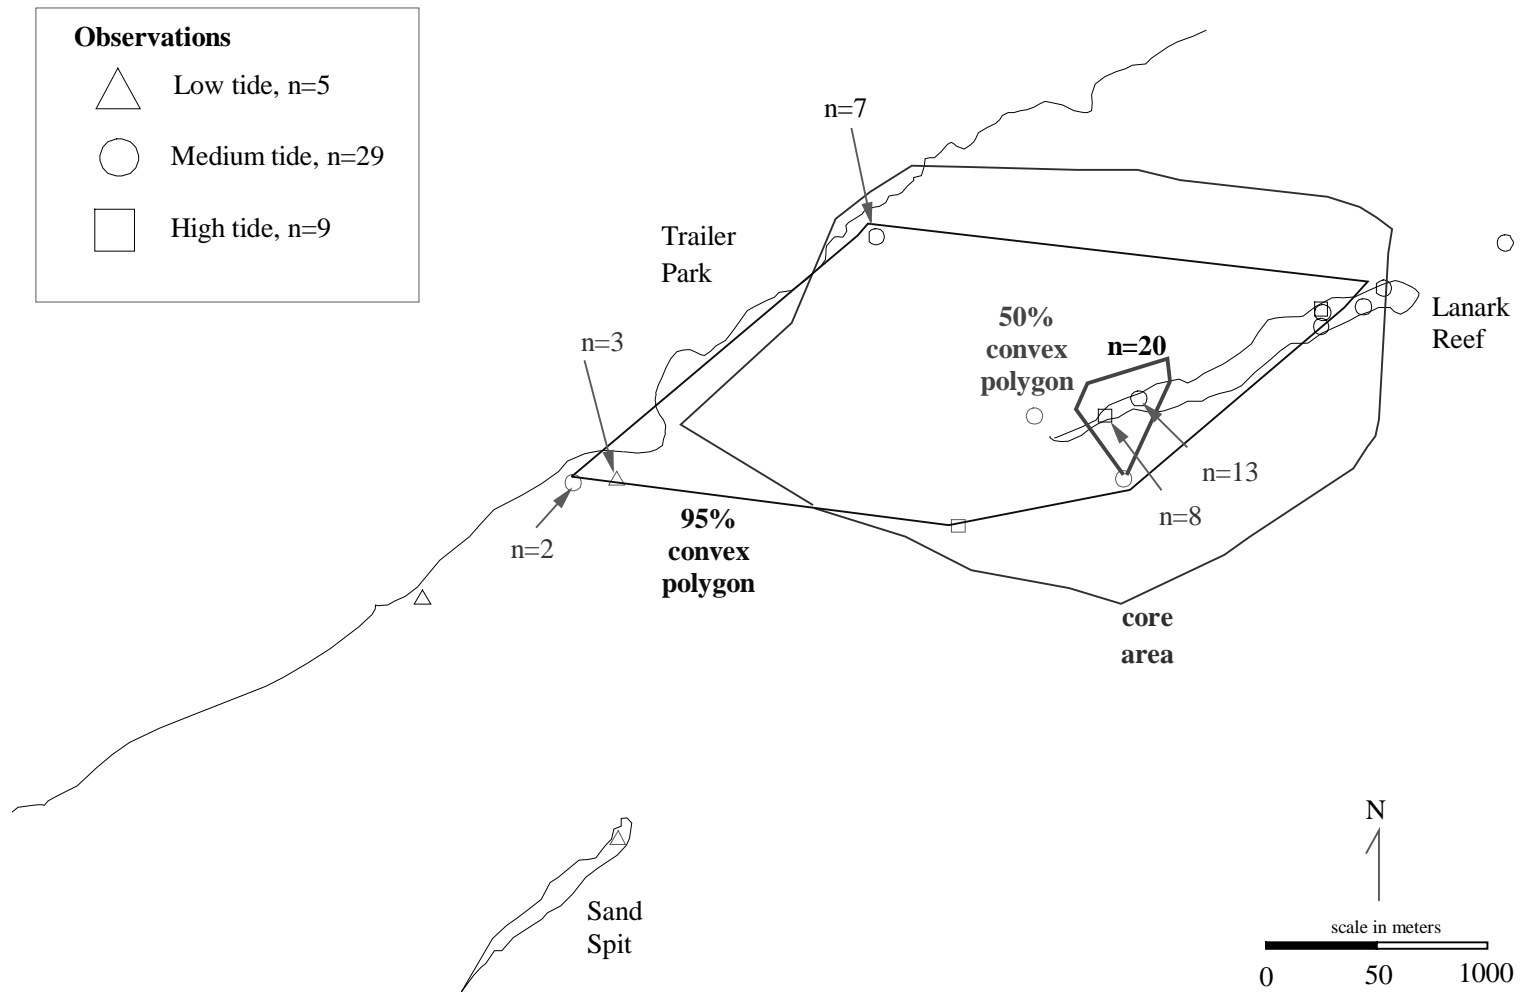 Observations
Low tide, n=5
Medium tide, n=29
High tide, n=9
n=7
Trailer
Park
n=3
50%
convex
polygon
n=20
Lanark
Reef
n=13
n=8
n=2
95%
convex
polygon
core
area
Sand
Spit
N
scale in meters
0 50 1000